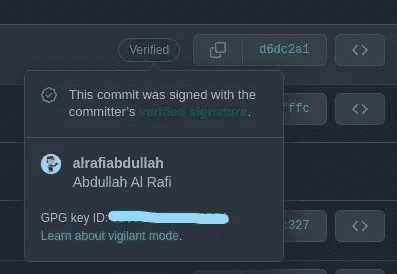 Verified
d6dc2a1
This commit was signed with the
committer's verified signature.
ffc
alrafiabdullah
Abdullah Al Rafi
GPG key ID:
327
Learn about vigilant mode.